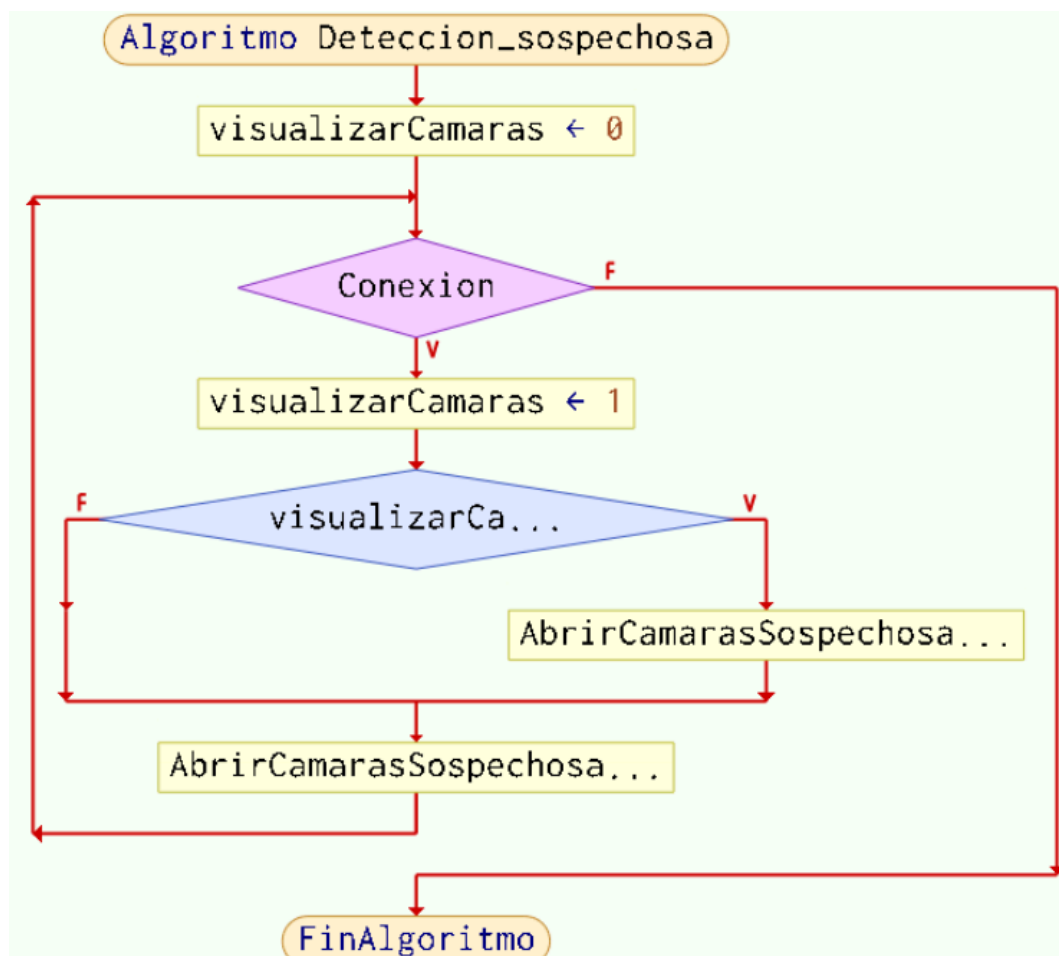 Algoritmo Deteccion_sospechosa
visualizarCamaras ← 0
Conexion
F
V
visualizarCamaras ← 1
F
visualizarCa...
V
AbrirCamarasSospechosa...
AbrirCamarasSospechosa...
FinAlgoritmo